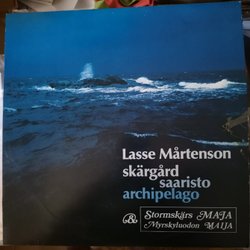 Lasse Mårtenson
skärgård
saaristo
archipelago
Stormskärs MAJA
Myrskyluodon MAIJA